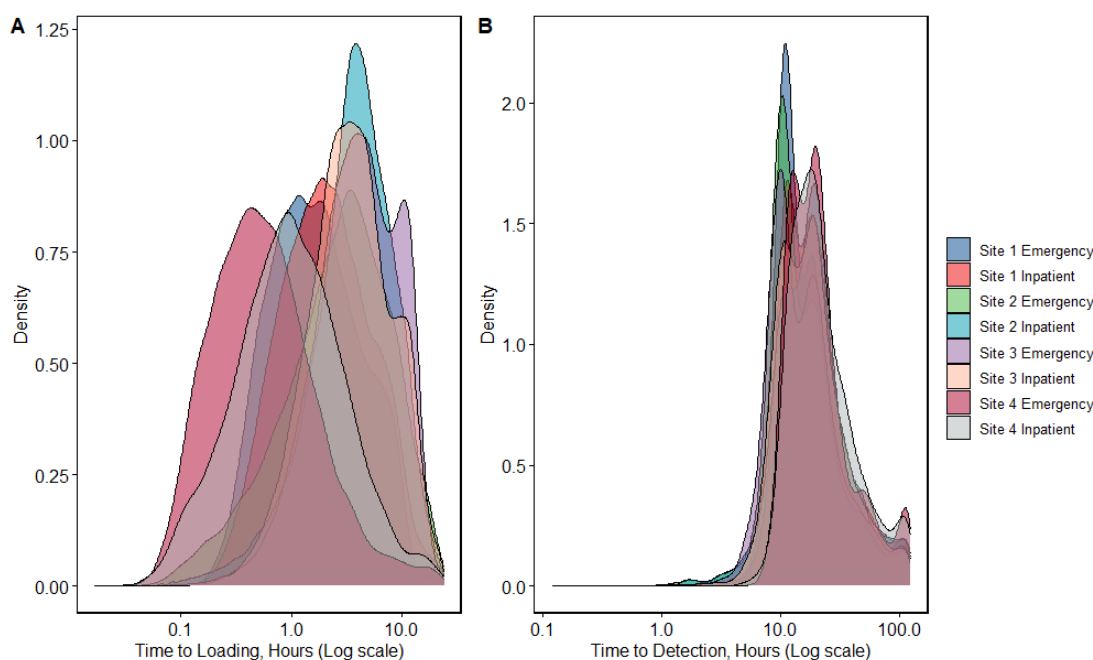 A
B
1.25
1.00
0.75
0.50
0.25
0.00
Density
0.1
1.0
10.0
Time to Loading, Hours (Log scale)
2.0
1.5
1.0
0.5
0.0
Density
0.1
1.0
10.0
100.0
Time to Detection, Hours (Log scale)
Site 1 Emergency
Site 1 Inpatient
Site 2 Emergency
Site 2 Inpatient
Site 3 Emergency
Site 3 Inpatient
Site 4 Emergency
Site 4 Inpatient